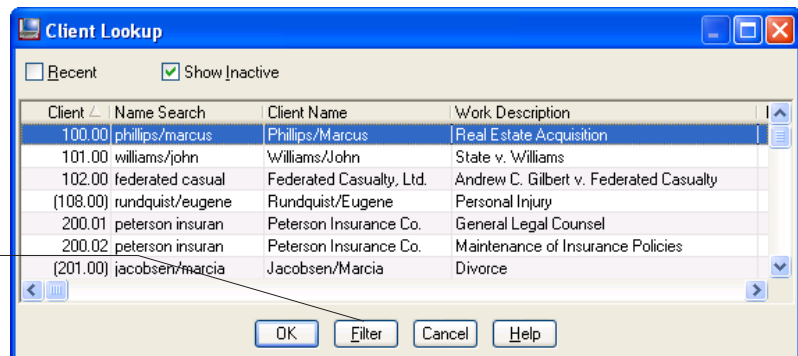 Client Lookup
Recent Show Inactive
Client Name Search Client Name Work Description
100.00 phillips/marcus Phillips/Marcus Real Estate Acquisition
101.00 williams/john Williams/John State v. Williams
102.00 federated casual Federated Casualty, Ltd. Andrew C. Gilbert v. Federated Casualty
(108.00) rundquist/eugene Rundquist/Eugene Personal Injury
200.01 peterson insuran Peterson Insurance Co. General Legal Counsel
200.02 peterson insuran Peterson Insurance Co. Maintenance of Insurance Policies
(201.00) jacobsen/marcia Jacobsen/Marcia Divorce
OK Filter Cancel Help